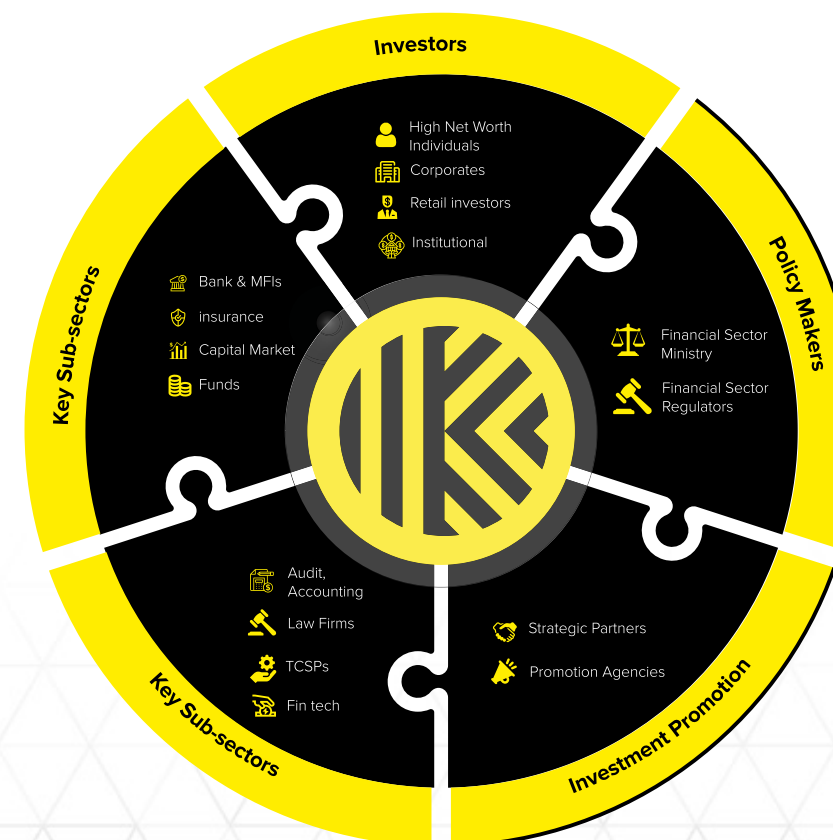 Investors
High Net Worth
Individuals
Corporates
Retail investors
Institutional
Policy Makers
Financial Sector
Ministry
Financial Sector
Regulators
Key Sub-sectors
Bank & MFIs
insurance
Capital Market
Funds
Key Sub-sectors
Audit,
Accounting
Law Firms
TCSPs
Fin tech
Investment Promotion
Strategic Partners
Promotion Agencies